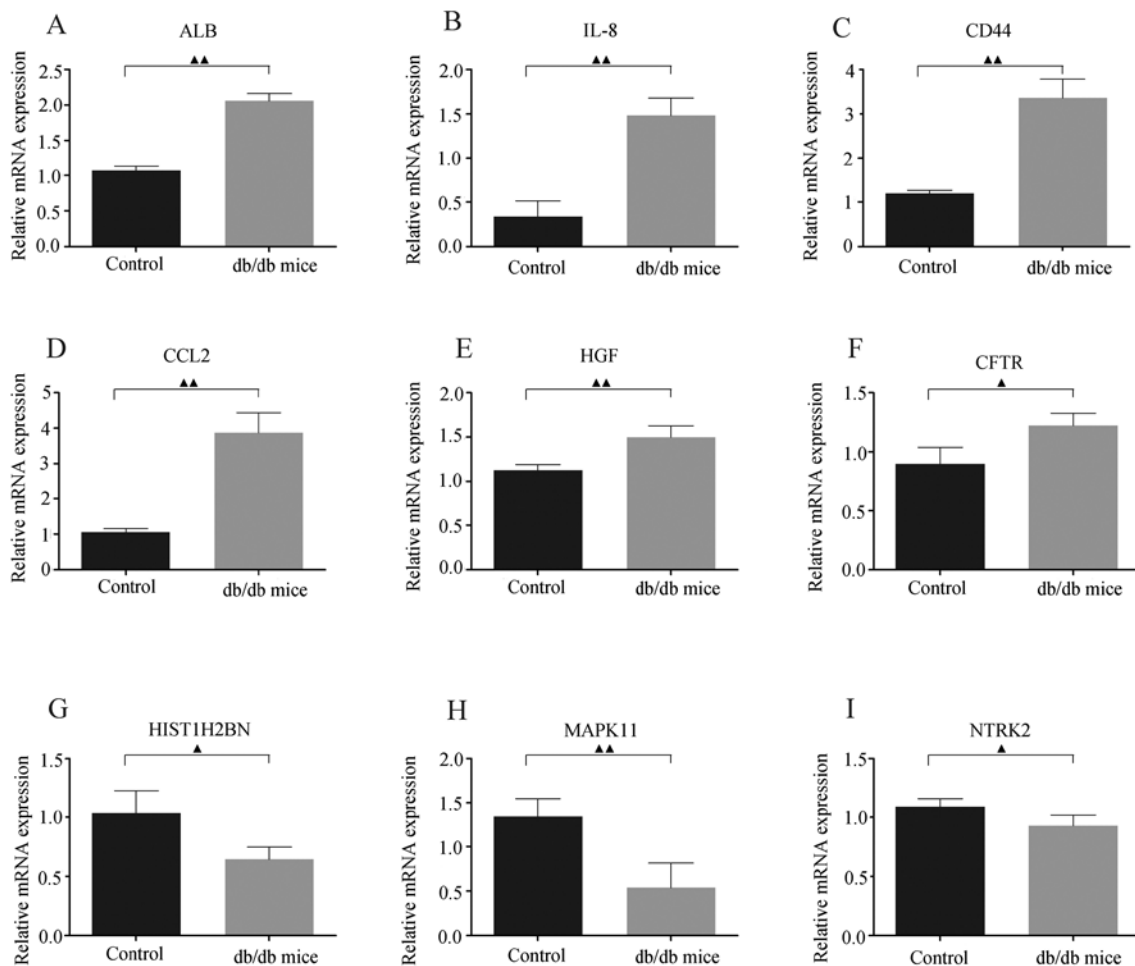 A
ALB
▲▲
Relative mRNA expression
2.5
2.0
1.5
1.0
0.5
0.0
Control
db/db mice
B
IL-8
▲▲
Relative mRNA expression
2.0
1.5
1.0
0.5
0.0
Control
db/db mice
C
CD44
▲▲
Relative mRNA expression
4
3
2
1
0
Control
db/db mice
D
CCL2
▲▲
Relative mRNA expression
5
4
3
2
1
0
Control
db/db mice
E
HGF
▲▲
Relative mRNA expression
2.0
1.5
1.0
0.5
0.0
Control
db/db mice
F
CFTR
▲
Relative mRNA expression
1.5
1.0
0.5
0.0
Control
db/db mice
G
HIST1H2BN
▲
Relative mRNA expression
1.5
1.0
0.5
0.0
Control
db/db mice
H
MAPK11
▲▲
Relative mRNA expression
2.0
1.5
1.0
0.5
0.0
Control
db/db mice
I
NTRK2
▲
Relative mRNA expression
1.5
1.0
0.5
0.0
Control
db/db mice